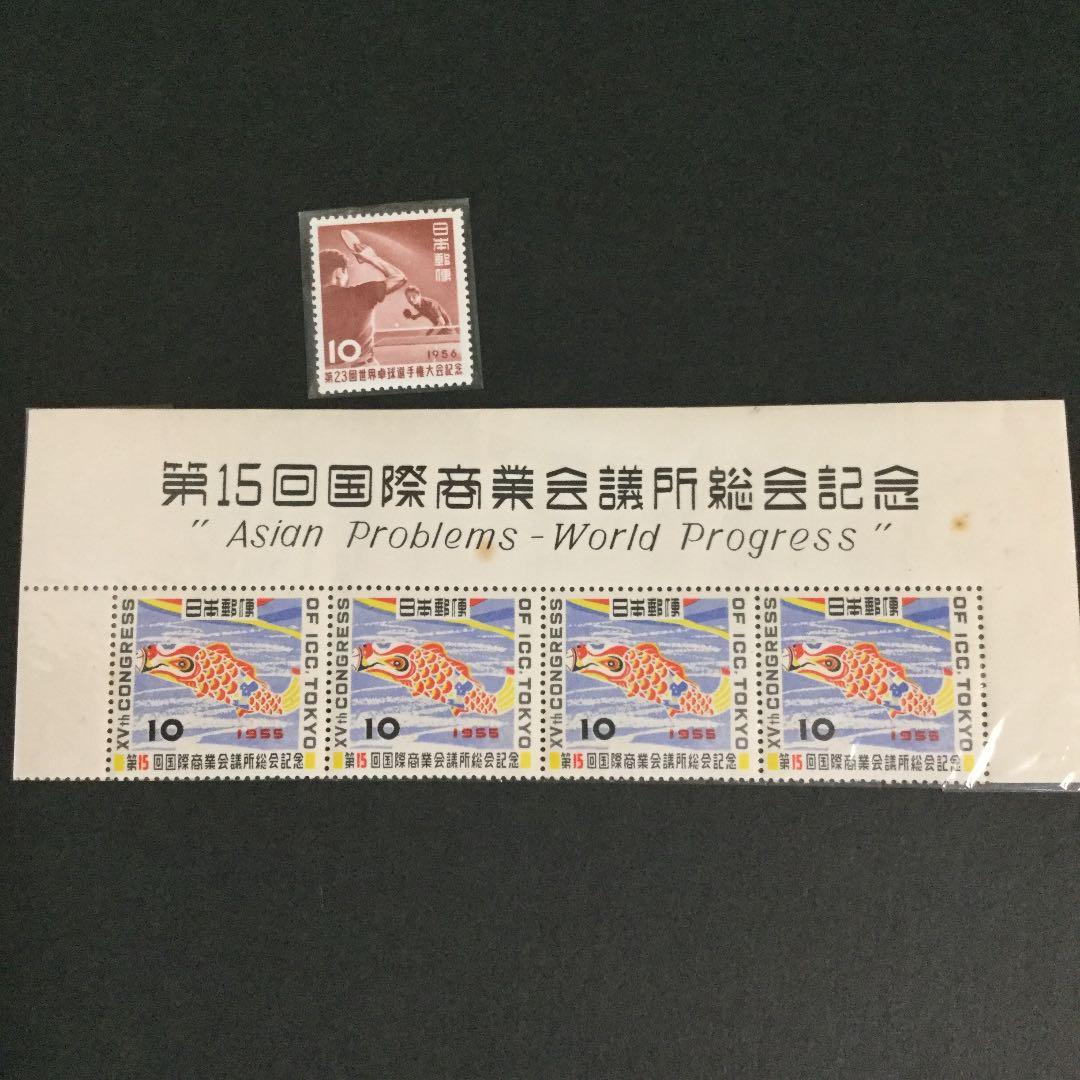 日本郵便
10
1956
第23回世界卓球選手権大会記念
第15回国際商業会議所総会記念
" Asian Problems - World Progress "
XVth CONGRESS
日本郵便
OF ICC. TOKYO
10
1955
第15回国際商業会議所総会記念
XVth CONGRESS
日本郵便
OF ICC. TOKYO
10
1955
第15回国際商業会議所総会記念
XVth CONGRESS
日本郵便
OF ICC. TOKYO
10
1955
第15回国際商業会議所総会記念
XVth CONGRESS
日本郵便
OF ICC. TOKYO
10
1955
第15回国際商業会議所総会記念